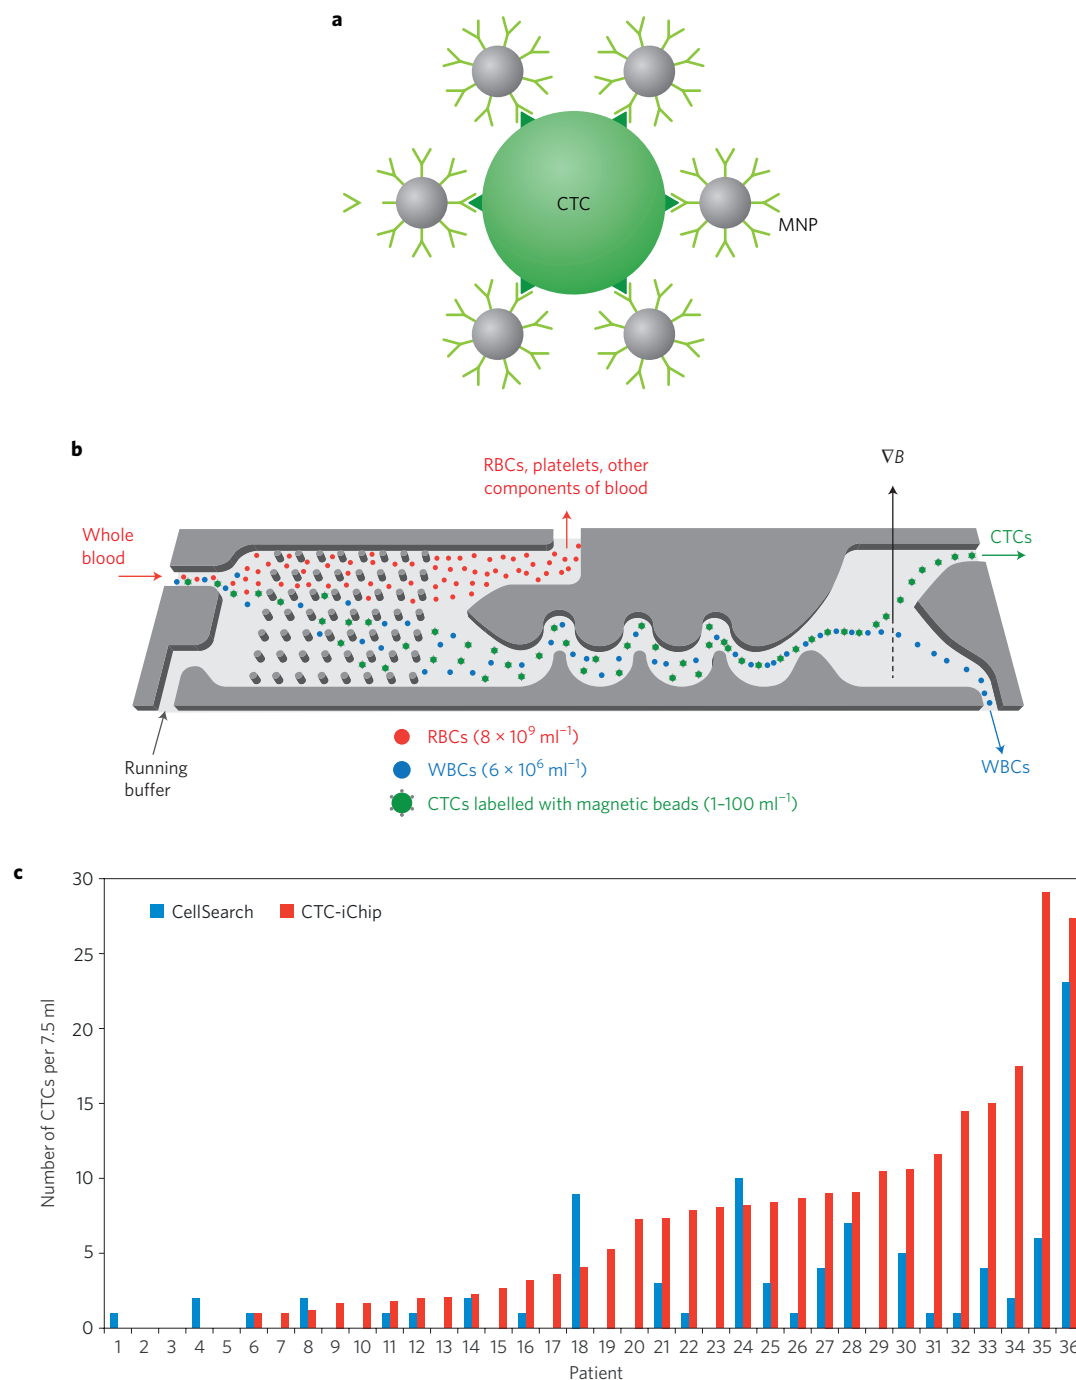 a
CTC
MNP
b
∇B
RBCs, platelets, other
components of blood
Whole
blood
CTCs
Running
buffer
WBCs
RBCs (8 × 10⁹ ml⁻¹)
WBCs (6 × 10⁶ ml⁻¹)
CTCs labelled with magnetic beads (1–100 ml⁻¹)
c
Number of CTCs per 7.5 ml
30
25
20
15
10
5
0
CellSearch
CTC-iChip
1 2 3 4 5 6 7 8 9 10 11 12 13 14 15 16 17 18 19 20 21 22 23 24 25 26 27 28 29 30 31 32 33 34 35 36
Patient